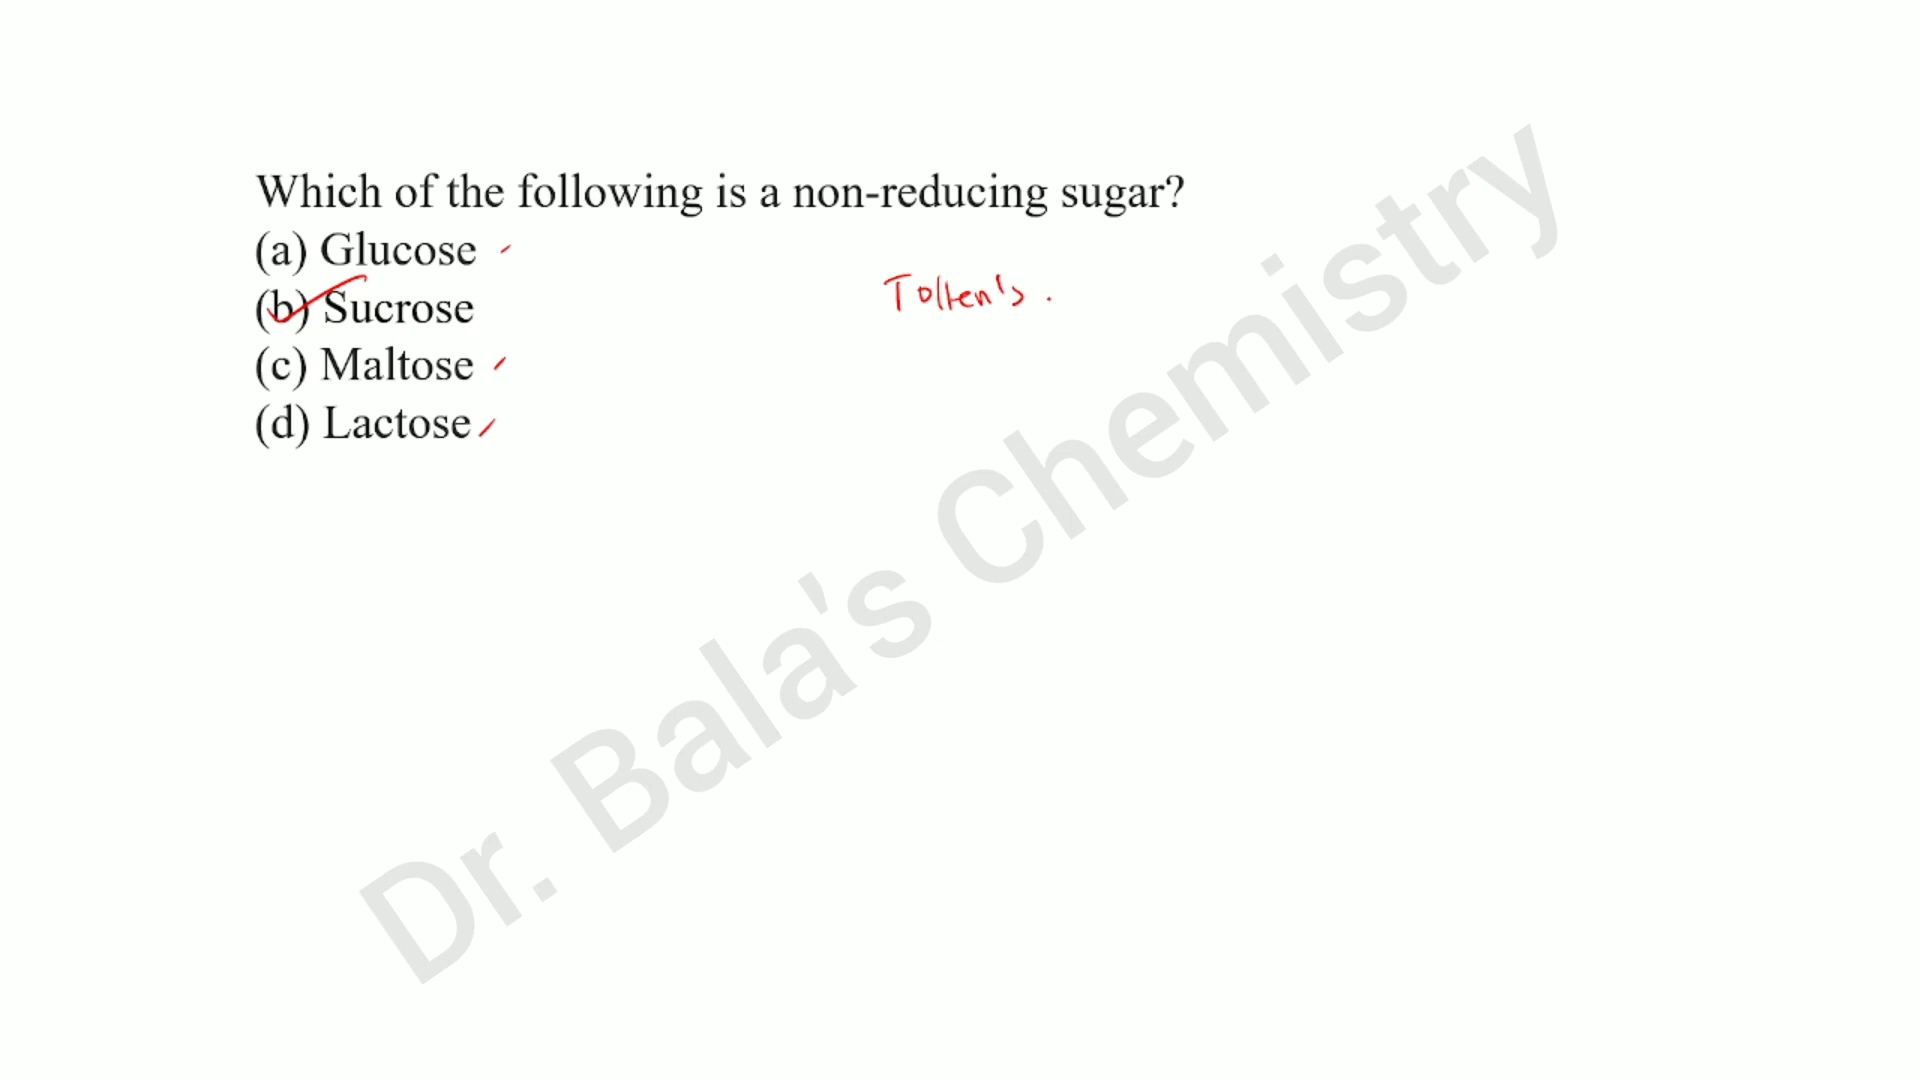 Which of the following is a non-reducing sugar?
(a) Glucose
(b) Sucrose
Tollen's.
(c) Maltose
(d) Lactose
Dr. Bala's Chemistry